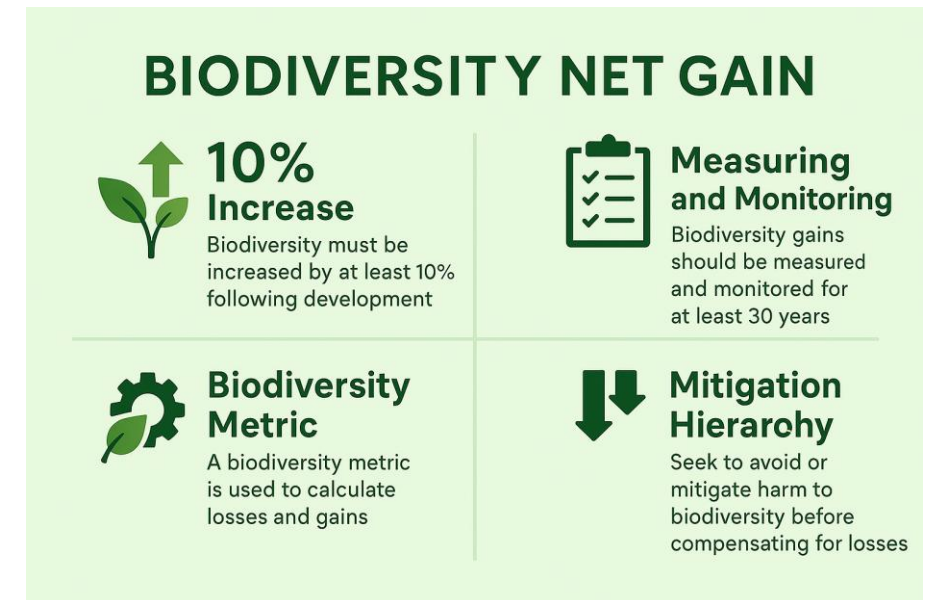 BIODIVERSITY NET GAIN
10%
Increase
Biodiversity must be
increased by at least 10%
following development
Measuring
and Monitoring
Biodiversity gains
should be measured
and monitored for
at least 30 years
Biodiversity
Metric
A biodiversity metric
is used to calculate
losses and gains
Mitigation
Hierarchy
Seek to avoid or
mitigate harm to
biodiversity before
compensating for losses